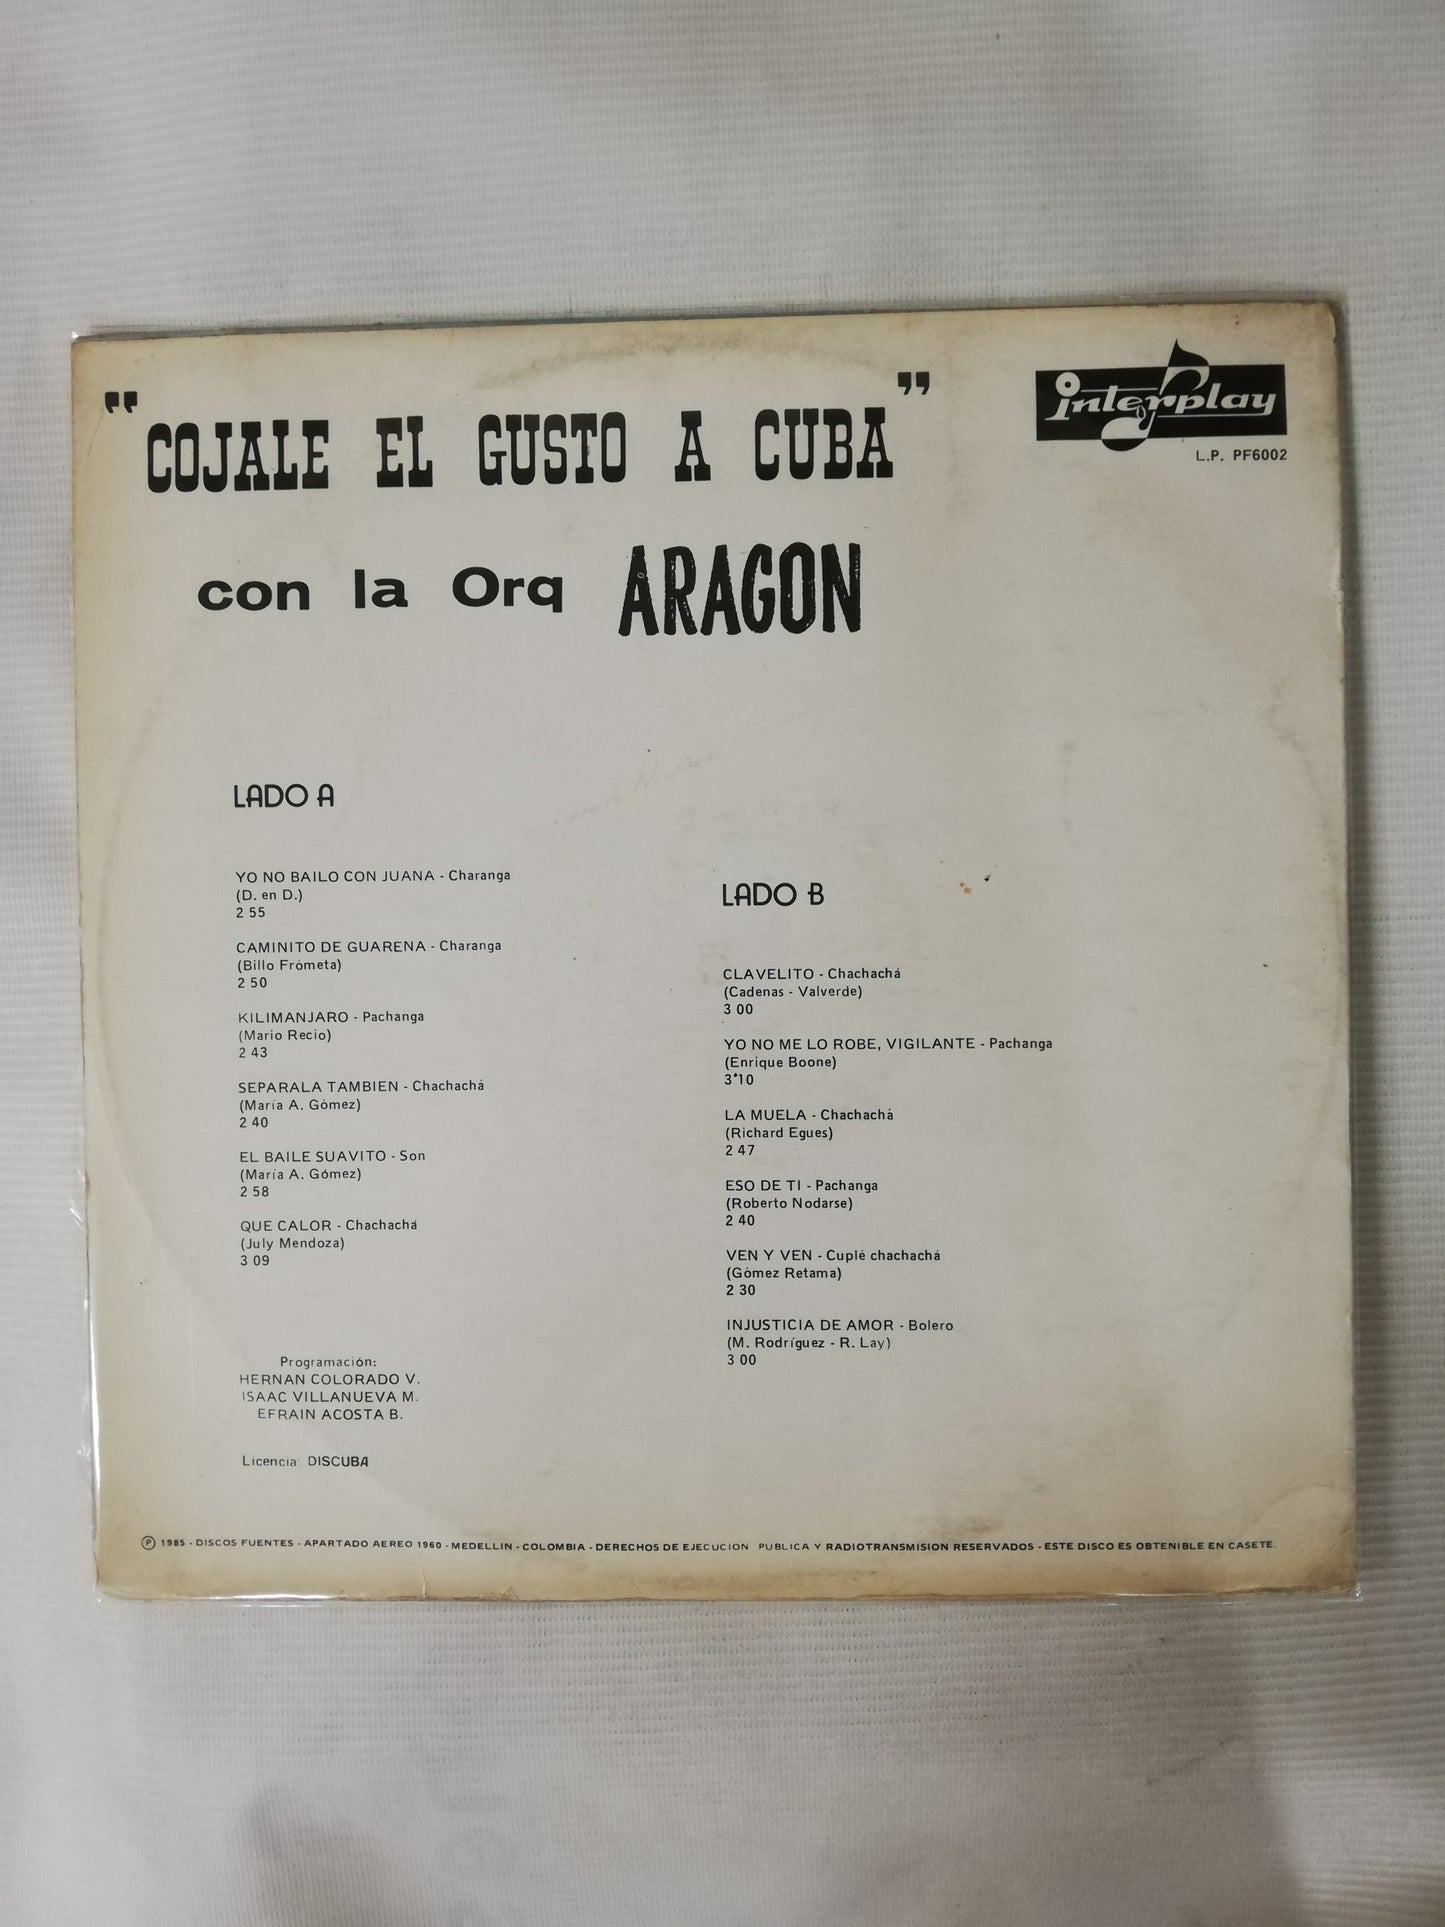 "COJALE EL GUSTO A CUBA"
interplay
L.P. PF6002
con la Orq ARAGON
LADO A
YO NO BAILO CON JUANA - Charanga
(D. en D.)
2 55
CAMINITO DE GUARENA - Charanga
(Billo Frómeta)
2 50
KILIMANJARO - Pachanga
(Mario Recio)
2 43
SEPARALA TAMBIEN - Chachachá
(María A. Gómez)
2 40
EL BAILE SUAVITO - Son
(María A. Gómez)
2 58
QUE CALOR - Chachachá
(July Mendoza)
3 09
Programación:
HERNAN COLORADO V.
ISAAC VILLANUEVA M.
EFRAIN ACOSTA B.
Licencia: DISCUBA
LADO B
CLAVELITO - Chachachá
(Cadenas - Valverde)
3 00
YO NO ME LO ROBE, VIGILANTE - Pachanga
(Enrique Boone)
3'10
LA MUELA - Chachachá
(Richard Egues)
2 47
ESO DE TI - Pachanga
(Roberto Nodarse)
2 40
VEN Y VEN - Cuplé chachachá
(Gómez Retama)
2 30
INJUSTICIA DE AMOR - Bolero
(M. Rodríguez - R. Lay)
3 00
Ⓟ 1985 - DISCOS FUENTES - APARTADO AEREO 1960 - MEDELLIN - COLOMBIA - DERECHOS DE EJECUCION PUBLICA Y RADIOTRANSMISION RESERVADOS - ESTE DISCO ES OBTENIBLE EN CASETE.